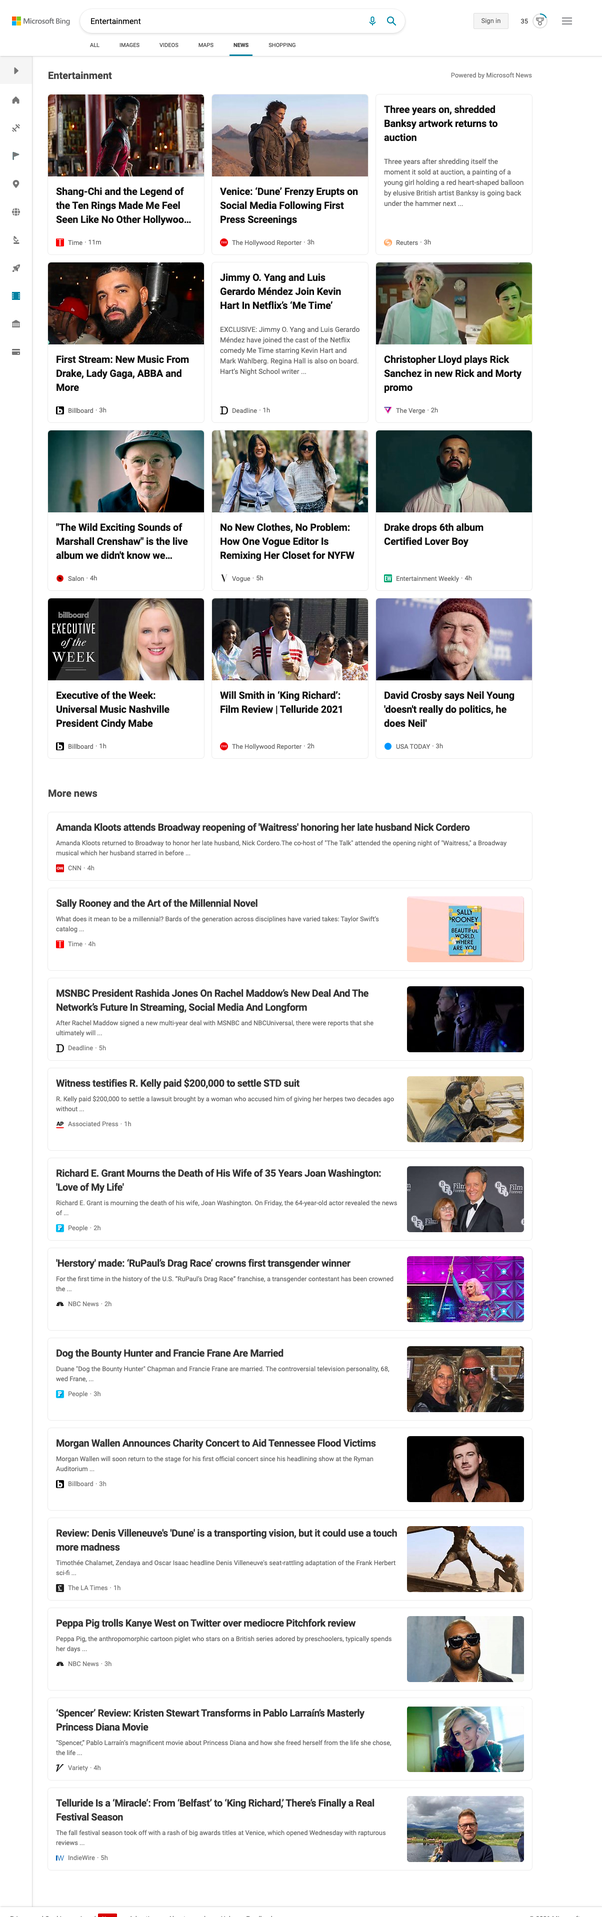 Microsoft Bing
Entertainment
Sign in
35
ALL
IMAGES
VIDEOS
MAPS
NEWS
SHOPPING
Entertainment
Powered by Microsoft News
Shang-Chi and the Legend of
the Ten Rings Made Me Feel
Seen Like No Other Hollywoo...
Time · 11m
Venice: ‘Dune’ Frenzy Erupts on
Social Media Following First
Press Screenings
The Hollywood Reporter · 3h
Three years on, shredded
Banksy artwork returns to
auction
Three years after shredding itself the
moment it sold at auction, a painting of a
young girl holding a red heart-shaped balloon
by elusive British artist Banksy is going back
under the hammer next ...
Reuters · 3h
First Stream: New Music From
Drake, Lady Gaga, ABBA and
More
Billboard · 3h
Jimmy O. Yang and Luis
Gerardo Méndez Join Kevin
Hart In Netflix’s ‘Me Time’
EXCLUSIVE: Jimmy O. Yang and Luis Gerardo
Méndez have joined the cast of the Netflix
comedy Me Time starring Kevin Hart and
Mark Wahlberg. Regina Hall is also on board.
Hart’s Night School writer ...
Deadline · 1h
Christopher Lloyd plays Rick
Sanchez in new Rick and Morty
promo
The Verge · 2h
"The Wild Exciting Sounds of
Marshall Crenshaw" is the live
album we didn't know we...
Salon · 4h
No New Clothes, No Problem:
How One Vogue Editor Is
Remixing Her Closet for NYFW
Vogue · 5h
Drake drops 6th album
Certified Lover Boy
Entertainment Weekly · 4h
billboard
EXECUTIVE
of the
WEEK
Executive of the Week:
Universal Music Nashville
President Cindy Mabe
Billboard · 1h
Will Smith in ‘King Richard’:
Film Review | Telluride 2021
The Hollywood Reporter · 2h
David Crosby says Neil Young
'doesn't really do politics, he
does Neil'
USA TODAY · 3h
More news
Amanda Kloots attends Broadway reopening of 'Waitress' honoring her late husband Nick Cordero
Amanda Kloots returned to Broadway to honor her late husband, Nick Cordero.The co-host of "The Talk" attended the opening night of "Waitress," a Broadway
musical which her husband starred in before ...
CNN · 4h
Sally Rooney and the Art of the Millennial Novel
What does it mean to be a millennial? Bards of the generation across disciplines have varied takes: Taylor Swift’s
catalog ...
Time · 4h
SALLY
ROONEY
BEAUTIFUL
WORLD,
WHERE
ARE YOU
MSNBC President Rashida Jones On Rachel Maddow’s New Deal And The
Network’s Future In Streaming, Social Media And Longform
After Rachel Maddow signed a new multi-year deal with MSNBC and NBCUniversal, there were reports that she
ultimately will ...
Deadline · 5h
Witness testifies R. Kelly paid $200,000 to settle STD suit
R. Kelly paid $200,000 to settle a lawsuit brought by a woman who accused him of giving her herpes two decades ago
without ...
AP
Associated Press · 1h
Richard E. Grant Mourns the Death of His Wife of 35 Years Joan Washington:
'Love of My Life'
Richard E. Grant is mourning the death of his wife, Joan Washington. On Friday, the 64-year-old actor revealed the news
of ...
People · 2h
'Herstory' made: ‘RuPaul’s Drag Race’ crowns first transgender winner
For the first time in the history of the U.S. “RuPaul’s Drag Race” franchise, a transgender contestant has been crowned
the ...
NBC News · 2h
Dog the Bounty Hunter and Francie Frane Are Married
Duane "Dog the Bounty Hunter" Chapman and Francie Frane are married. The controversial television personality, 68,
wed Frane, ...
People · 3h
Morgan Wallen Announces Charity Concert to Aid Tennessee Flood Victims
Morgan Wallen will soon return to the stage for his first official concert since his headlining show at the Ryman
Auditorium ...
Billboard · 3h
Review: Denis Villeneuve's 'Dune' is a transporting vision, but it could use a touch
more madness
Timothée Chalamet, Zendaya and Oscar Isaac headline Denis Villeneuve's seat-rattling adaptation of the Frank Herbert
sci-fi ...
The LA Times · 1h
Peppa Pig trolls Kanye West on Twitter over mediocre Pitchfork review
Peppa Pig, the anthropomorphic cartoon piglet who stars on a British series adored by preschoolers, typically spends
her days ...
NBC News · 3h
‘Spencer’ Review: Kristen Stewart Transforms in Pablo Larraín’s Masterly
Princess Diana Movie
“Spencer,” Pablo Larraín’s magnificent movie about Princess Diana and how she freed herself from the life she chose,
the life ...
Variety · 4h
Telluride Is a ‘Miracle’: From ‘Belfast’ to ‘King Richard,’ There’s Finally a Real
Festival Season
The fall festival season took off with a rash of big awards titles at Venice, which opened Wednesday with rapturous
reviews ...
IndieWire · 5h